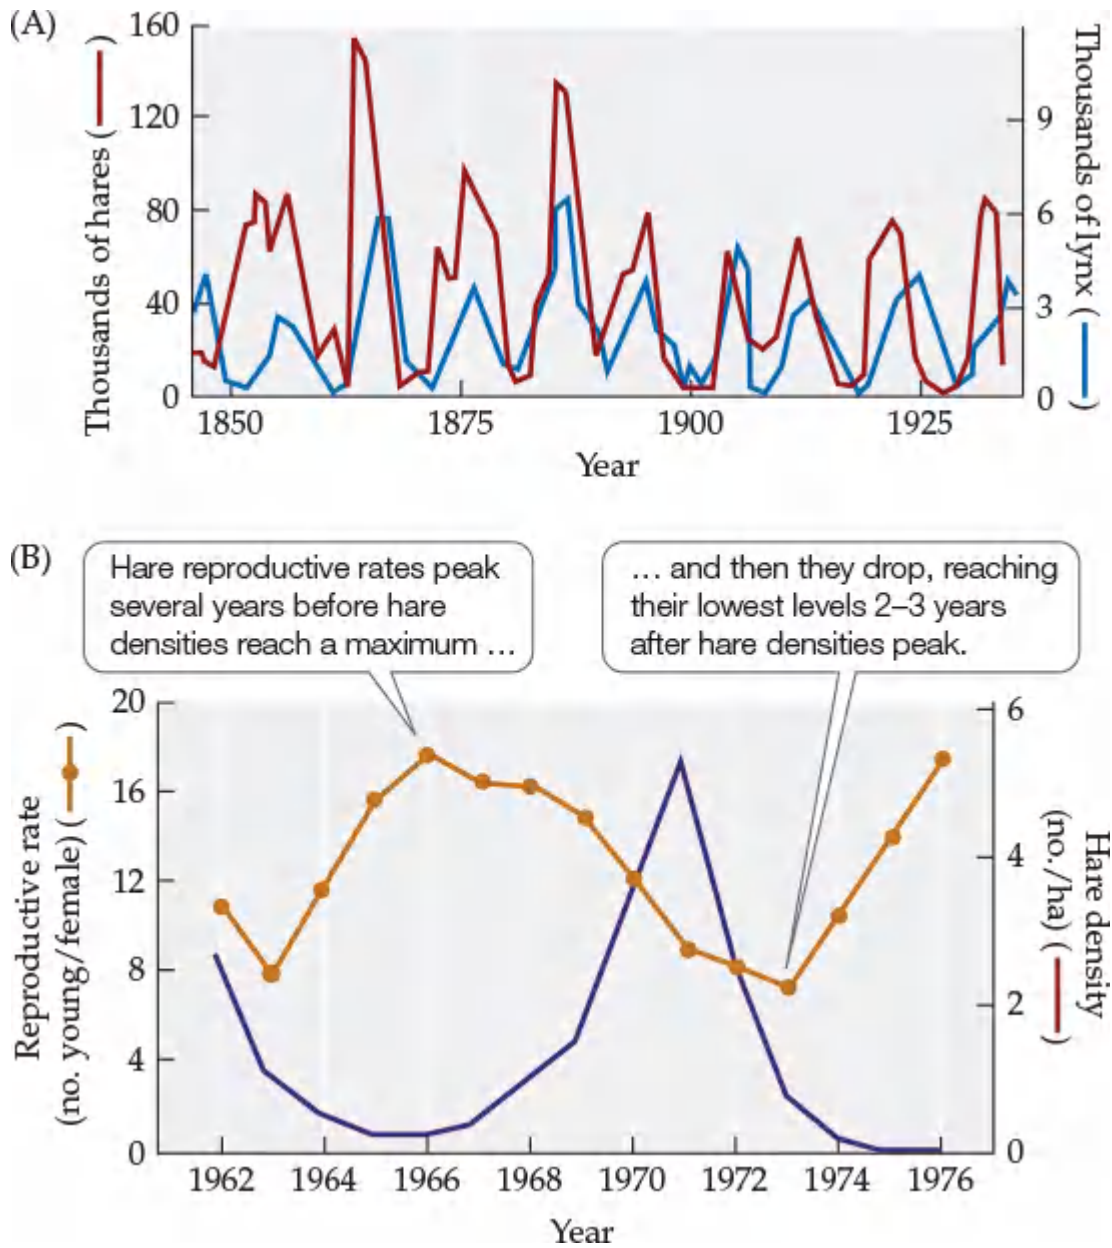 (A)
Thousands of hares ( )
160
120
80
40
0
Thousands of lynx ( )
9
6
3
0
1850 1875 1900 1925
Year
(B)
Hare reproductive rates peak
several years before hare
densities reach a maximum ...
... and then they drop, reaching
their lowest levels 2–3 years
after hare densities peak.
Reproductive rate
(no. young/female) ( )
20
16
12
8
4
0
Hare density
(no./ha) ( )
6
4
2
0
1962 1964 1966 1968 1970 1972 1974 1976
Year